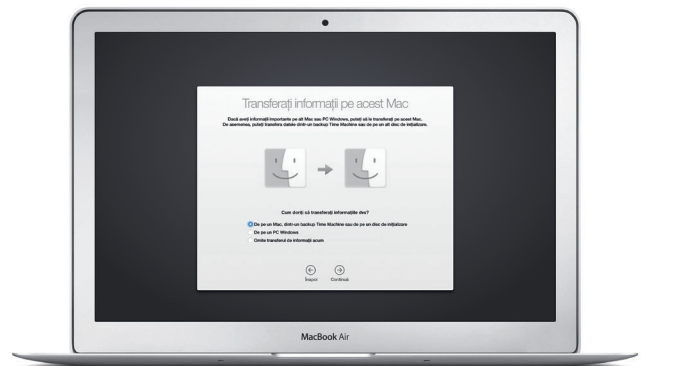 Transferați informații pe acest Mac
Dacă aveți informații importante pe alt Mac sau PC Windows, puteți să le transferați pe acest Mac.
De asemenea, puteți transfera datele dintr-un backup Time Machine sau de pe un alt disc de inițializare.
Cum doriți să transferați informațiile dvs?
De pe un Mac, dintr-un backup Time Machine sau de pe un disc de inițializare
De pe un PC Windows
Omite transferul de informații acum
Înapoi Continuă
MacBook Air